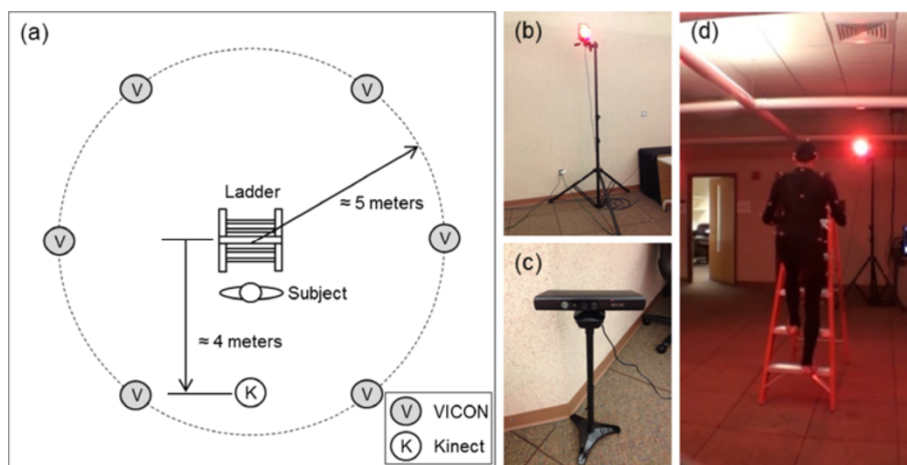 (a)
V
V
Ladder
≈ 5 meters
V
V
Subject
≈ 4 meters
V
K
V
V VICON
K Kinect
(b)
(c)
(d)